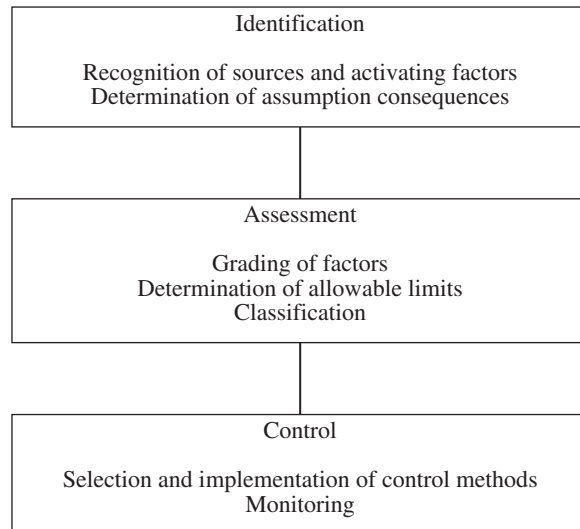 Identification
Recognition of sources and activating factors
Determination of assumption consequences
Assessment
Grading of factors
Determination of allowable limits
Classification
Control
Selection and implementation of control methods
Monitoring